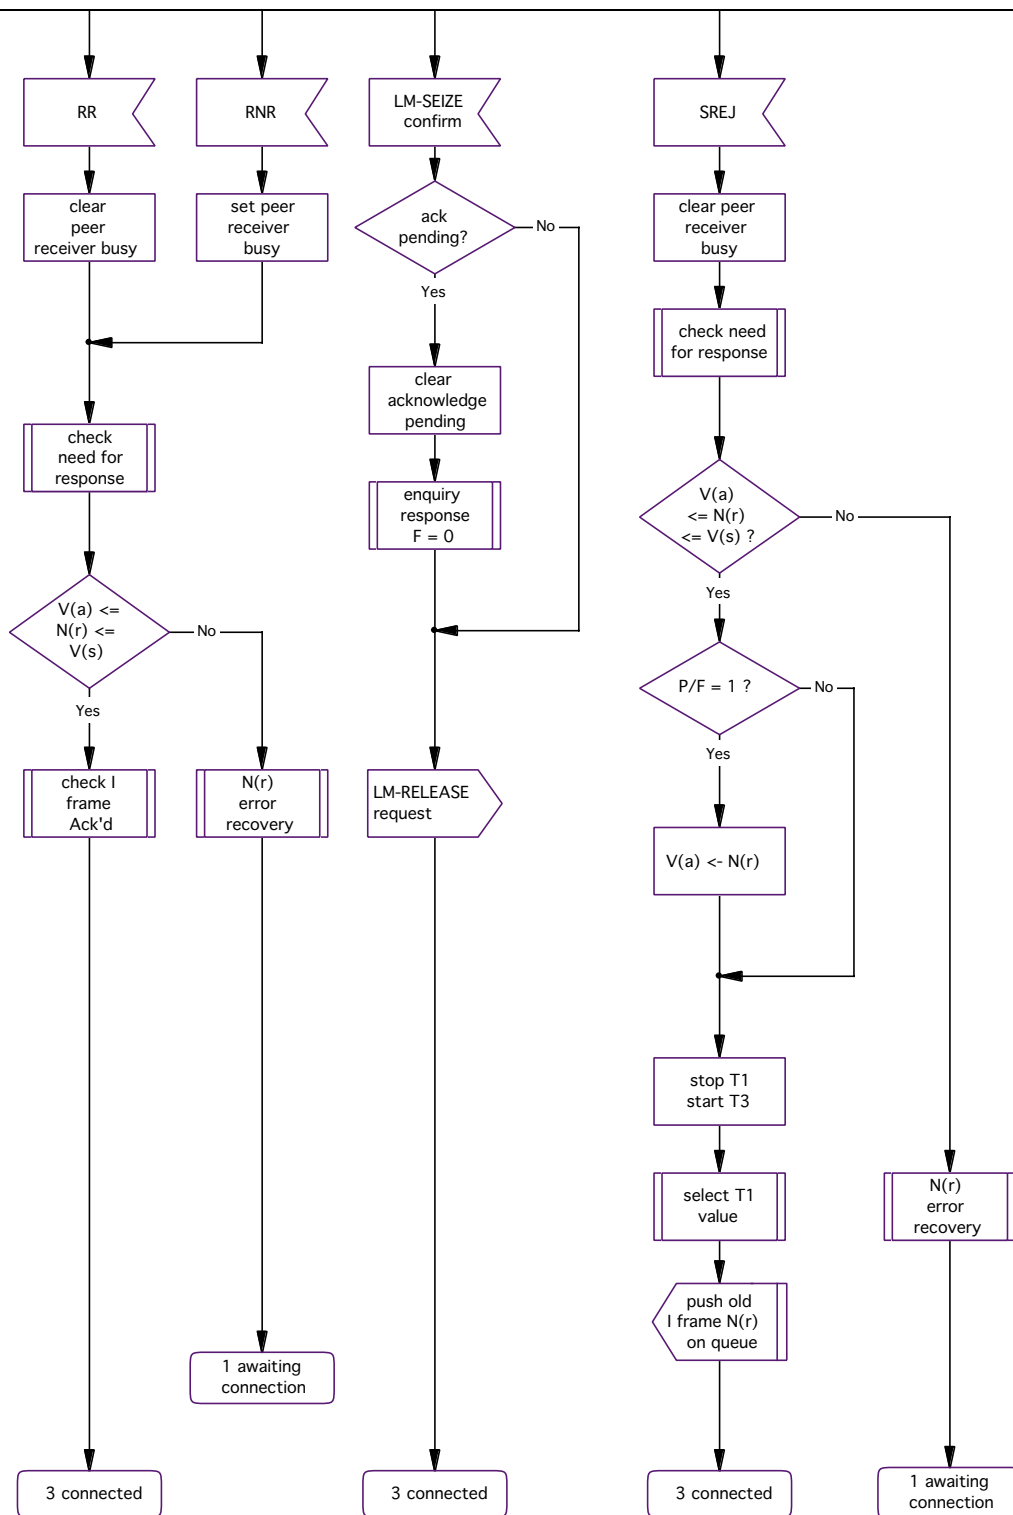 RR
RNR
LM-SEIZE
confirm
SREJ
clear
peer
receiver busy
set peer
receiver
busy
ack
pending?
No
Yes
clear peer
receiver
busy
check need
for response
clear
acknowledge
pending
check
need for
response
enquiry
response
F = 0
V(a)
<= N(r)
<= V(s) ?
No
Yes
V(a) <=
N(r) <=
V(s)
No
Yes
P/F = 1 ?
No
Yes
check I
frame
Ack'd
N(r)
error
recovery
LM-RELEASE
request
V(a) <- N(r)
stop T1
start T3
select T1
value
N(r)
error
recovery
push old
I frame N(r)
on queue
1 awaiting
connection
3 connected
3 connected
3 connected
1 awaiting
connection